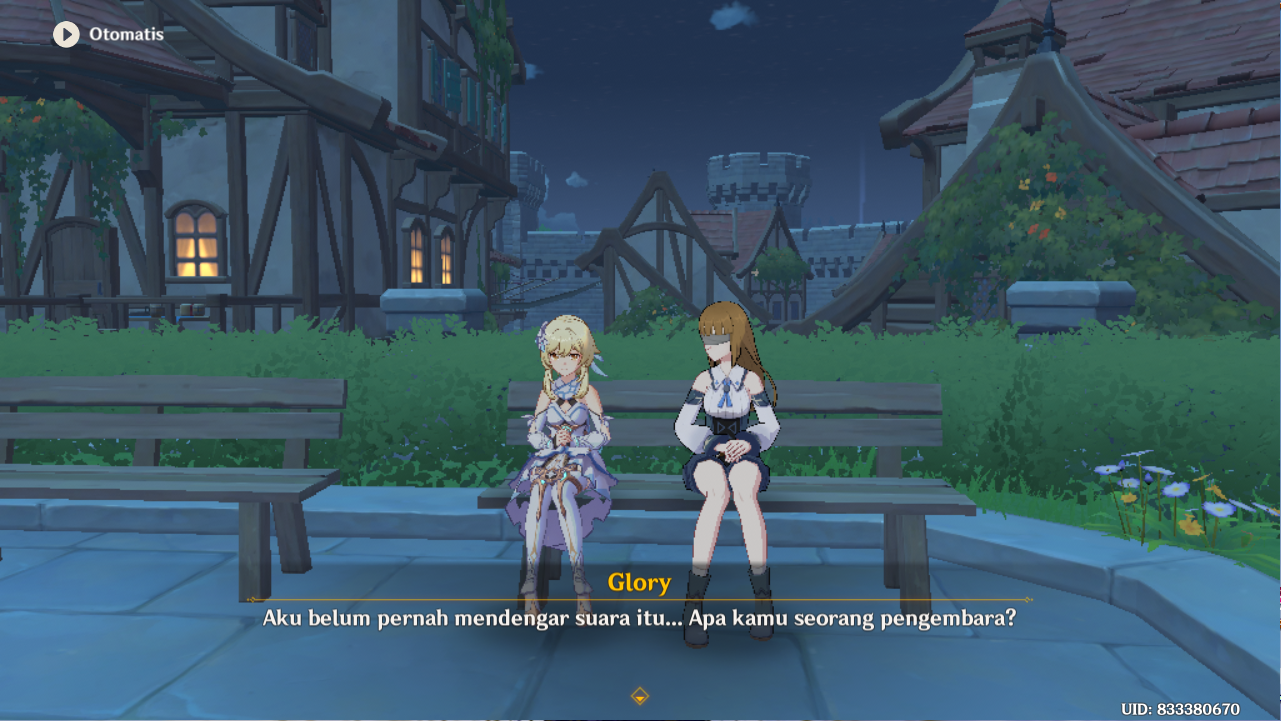 Otomatis
Glory
Aku belum pernah mendengar suara itu... Apa kamu seorang pengembara?
UID: 833380670